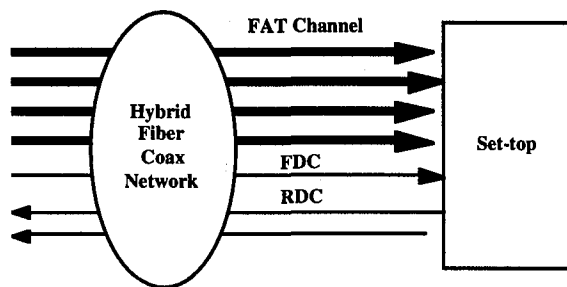 FAT Channel
Hybrid
Fiber
Coax
Network
Set-top
FDC
RDC